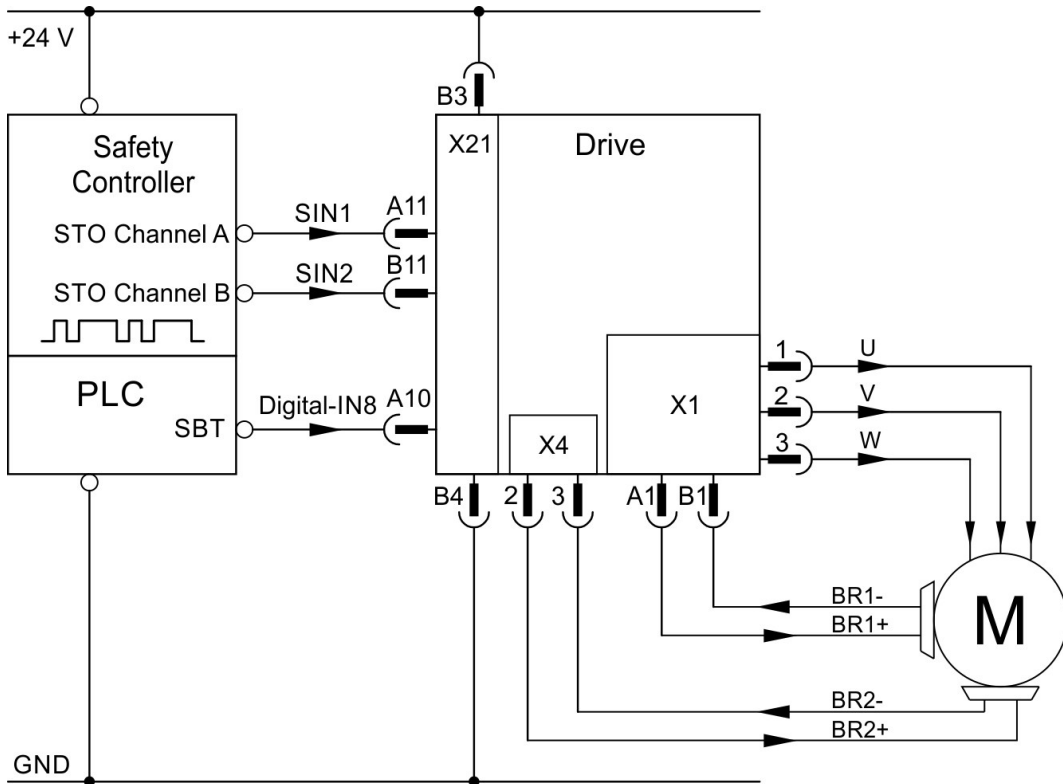 +24 V
B3
Safety
Controller
X21
Drive
STO Channel A
SIN1
A11
STO Channel B
SIN2
B11
PLC
SBT
Digital-IN8
A10
X4
X1
1
U
2
V
3
W
B4
2
3
A1
B1
M
BR1-
BR1+
BR2-
BR2+
GND